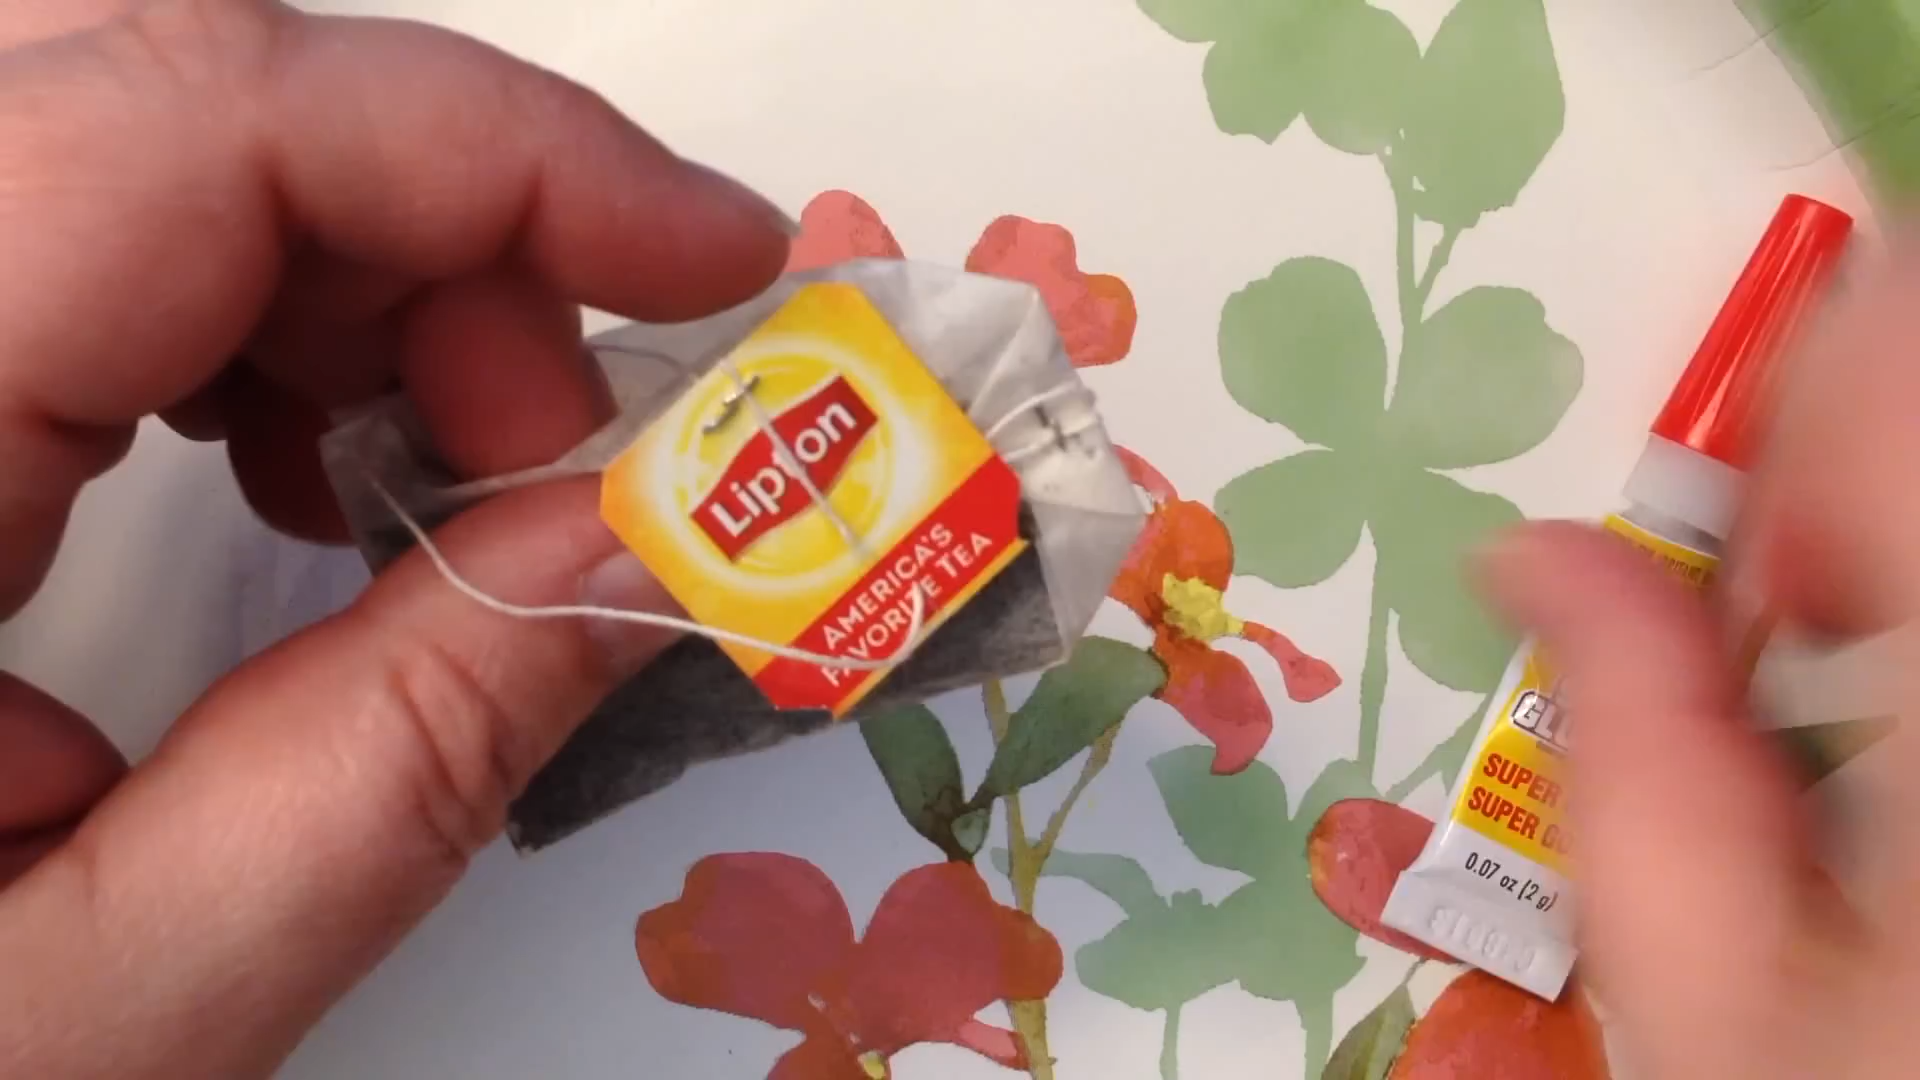 Lipton
AMERICA'S
FAVORITE TEA
SUPER
SUPER
0.07 oz (2 g)